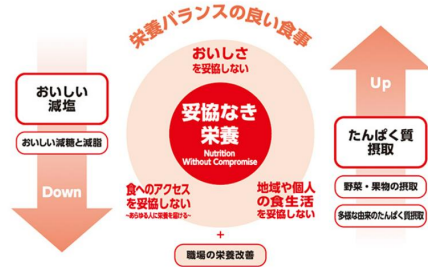 栄養バランスの良い食事
おいしい
減塩
おいしい減糖と減脂
Down
おいしさ
を妥協しない
妥協なき
栄養
Nutrition
Without Compromise
食へのアクセス
を妥協しない
~あらゆる人に栄養を届ける~
地域や個人
の食生活
を妥協しない
+
職場の栄養改善
Up
たんぱく質
摂取
野菜・果物の摂取
多様な由来のたんぱく質摂取